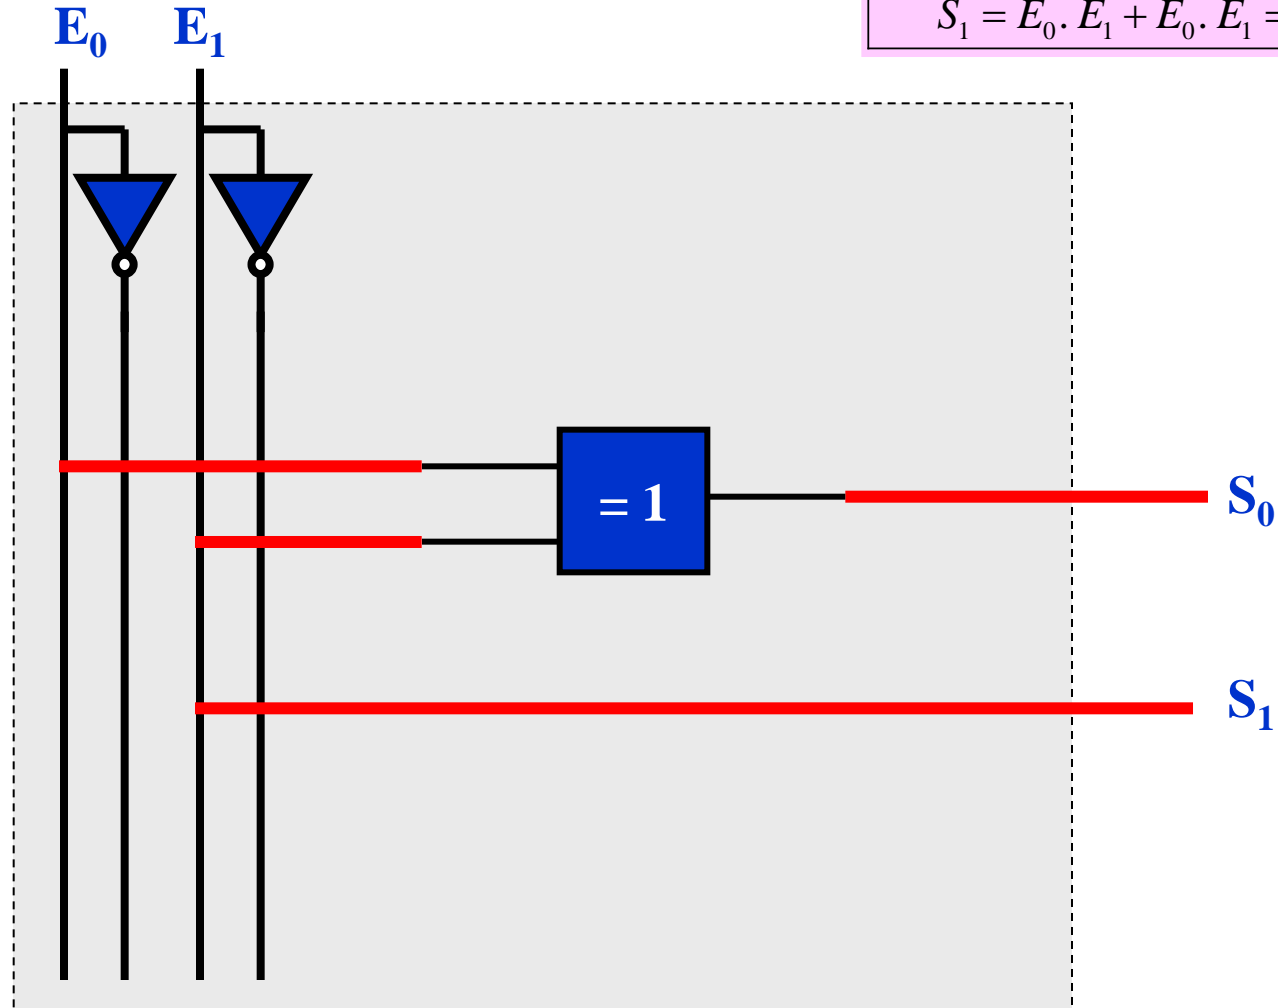 E₀ E₁
S₁ = E₀. E₁ + E₀. E₁ =
= 1
S₀
S₁